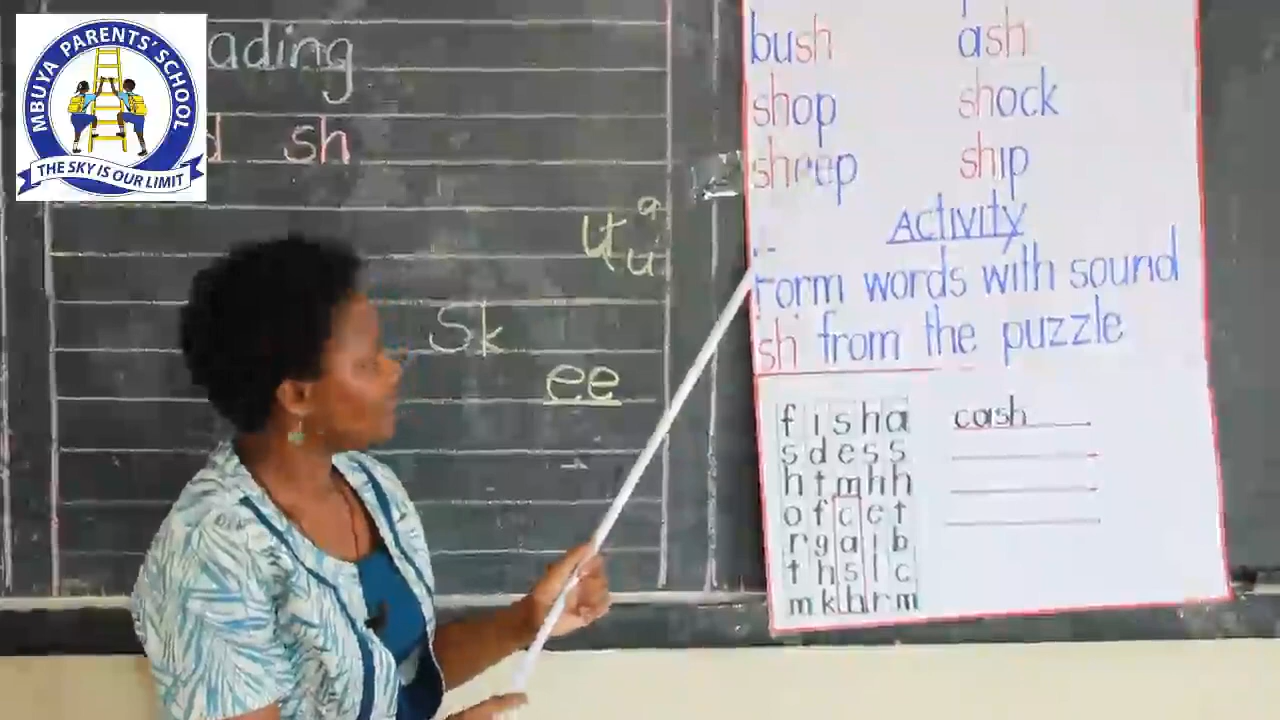 MBUYA PARENTS' SCHOOL
THE SKY IS OUR LIMIT
ading
d sh
a
ut u
Sk
ee
bush ash
shop shock
sheep ship
Activity
Form words with sound
sh from the puzzle
f i s h a
s d e s s
h t m h h
o f c e t
r g a l b
t h s l c
m k h r m
cash